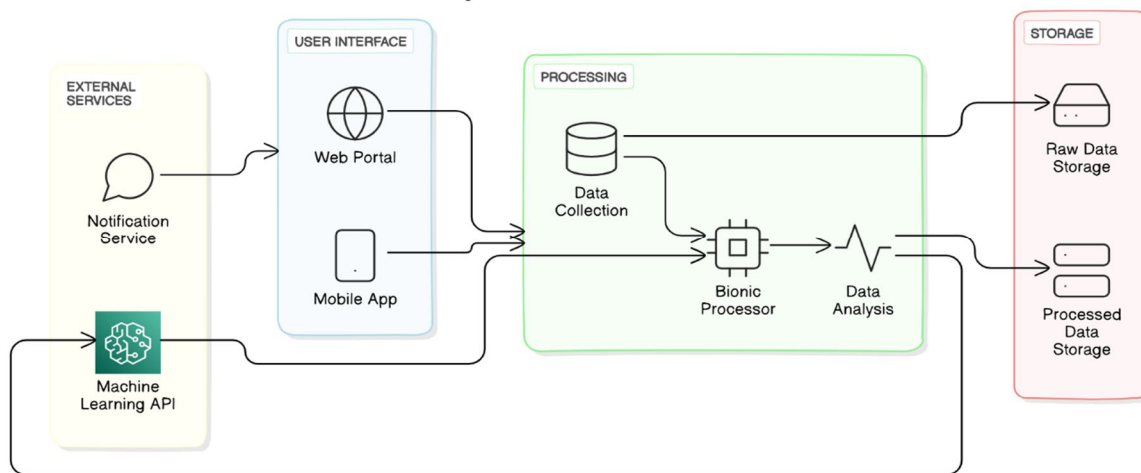 EXTERNAL
SERVICES
Notification
Service
Machine
Learning API
USER INTERFACE
Web Portal
Mobile App
PROCESSING
Data
Collection
Bionic
Processor
Data
Analysis
STORAGE
Raw Data
Storage
Processed
Data
Storage